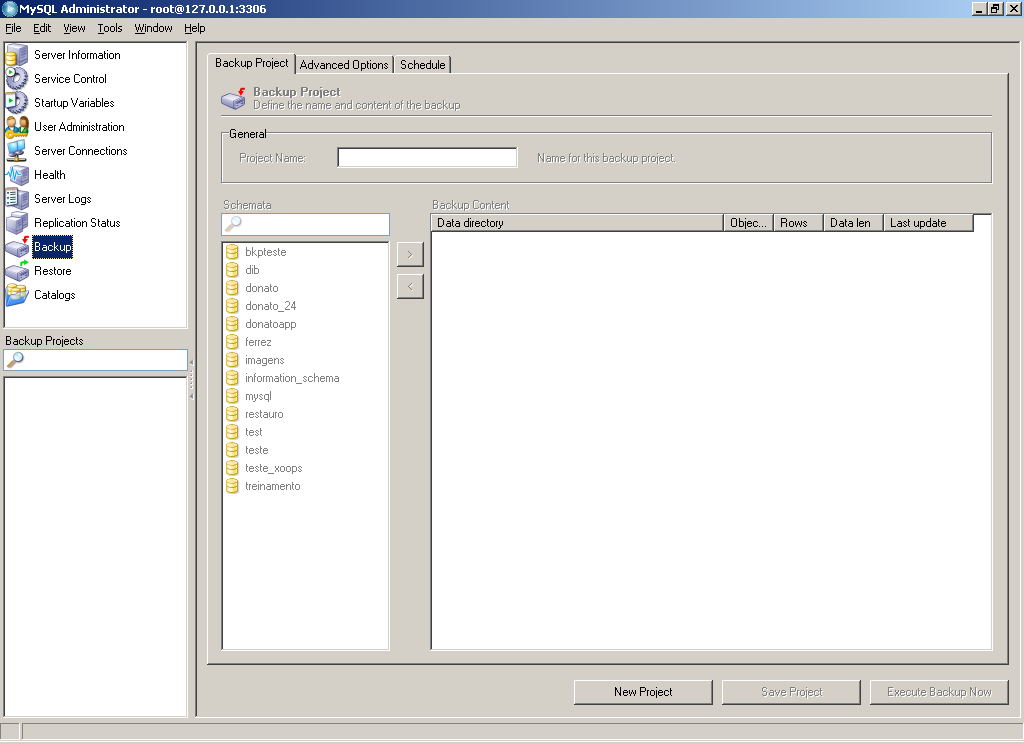 MySQL Administrator - root@127.0.0.1:3306
File Edit View Tools Window Help
Server Information
Service Control
Startup Variables
User Administration
Server Connections
Health
Server Logs
Replication Status
Backup
Restore
Catalogs
Backup Projects
Backup Project Advanced Options Schedule
Backup Project
Define the name and content of the backup
General
Project Name: Name for this backup project.
Schemata
bkpteste
dib
donato
donato_24
donatoapp
ferrez
imagens
information_schema
mysql
restauro
test
teste
teste_xoops
treinamento
>
<
Backup Content
Data directory Objec... Rows Data len Last update
New Project Save Project Execute Backup Now